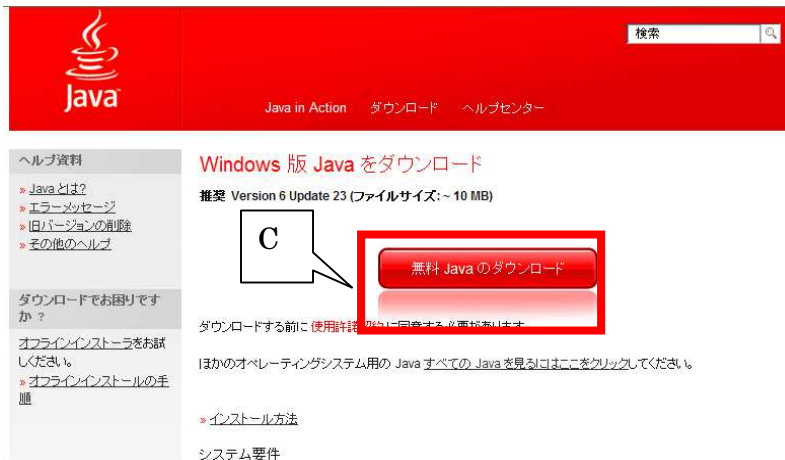 検索
Java
Java in Action ダウンロード ヘルプセンター
ヘルプ資料
» Java とは?
» エラーメッセージ
» 旧バージョンの削除
» その他のヘルプ
ダウンロードでお困りです
か ?
オフラインインストーラをお試
しください。
» オフラインインストールの手
順
Windows 版 Java をダウンロード
推奨 Version 6 Update 23 (ファイルサイズ: ~ 10 MB)
C
無料 Java のダウンロード
ダウンロードする前に 使用許諾契約 に同意する必要があります
ほかのオペレーティングシステム用の Java すべての Java を見るにはここをクリックしてください。
» インストール方法
システム要件